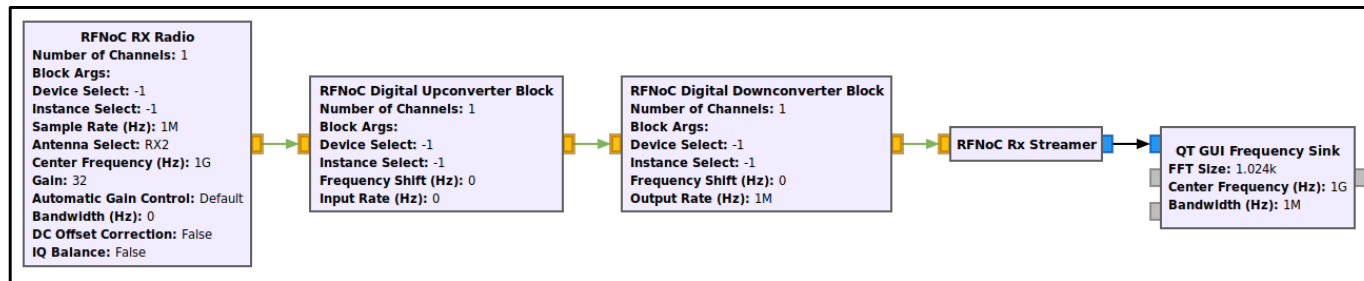 RFNoC RX Radio
Number of Channels: 1
Block Args:
Device Select: -1
Instance Select: -1
Sample Rate (Hz): 1M
Antenna Select: RX2
Center Frequency (Hz): 1G
Gain: 32
Automatic Gain Control: Default
Bandwidth (Hz): 0
DC Offset Correction: False
IQ Balance: False
RFNoC Digital Upconverter Block
Number of Channels: 1
Block Args:
Device Select: -1
Instance Select: -1
Frequency Shift (Hz): 0
Input Rate (Hz): 0
RFNoC Digital Downconverter Block
Number of Channels: 1
Block Args:
Device Select: -1
Instance Select: -1
Frequency Shift (Hz): 0
Output Rate (Hz): 1M
RFNoC Rx Streamer
QT GUI Frequency Sink
FFT Size: 1.024k
Center Frequency (Hz): 1G
Bandwidth (Hz): 1M